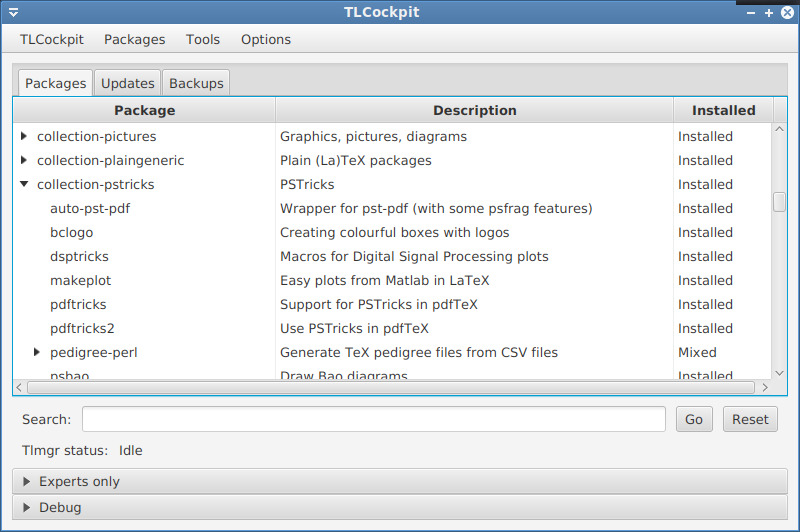 TLCockpit
TLCockpit Packages Tools Options
Packages Updates Backups
Package Description Installed
collection-pictures Graphics, pictures, diagrams Installed
collection-plaingeneric Plain (La)TeX packages Installed
collection-pstricks PSTricks Installed
auto-pst-pdf Wrapper for pst-pdf (with some psfrag features) Installed
bclogo Creating colourful boxes with logos Installed
dsptricks Macros for Digital Signal Processing plots Installed
makeplot Easy plots from Matlab in LaTeX Installed
pdftricks Support for PSTricks in pdfTeX Installed
pdftricks2 Use PSTricks in pdfTeX Installed
pedigree-perl Generate TeX pedigree files from CSV files Mixed
psbao Draw Bao diagrams Installed
Search: Go Reset
Tlmgr status: Idle
Experts only
Debug